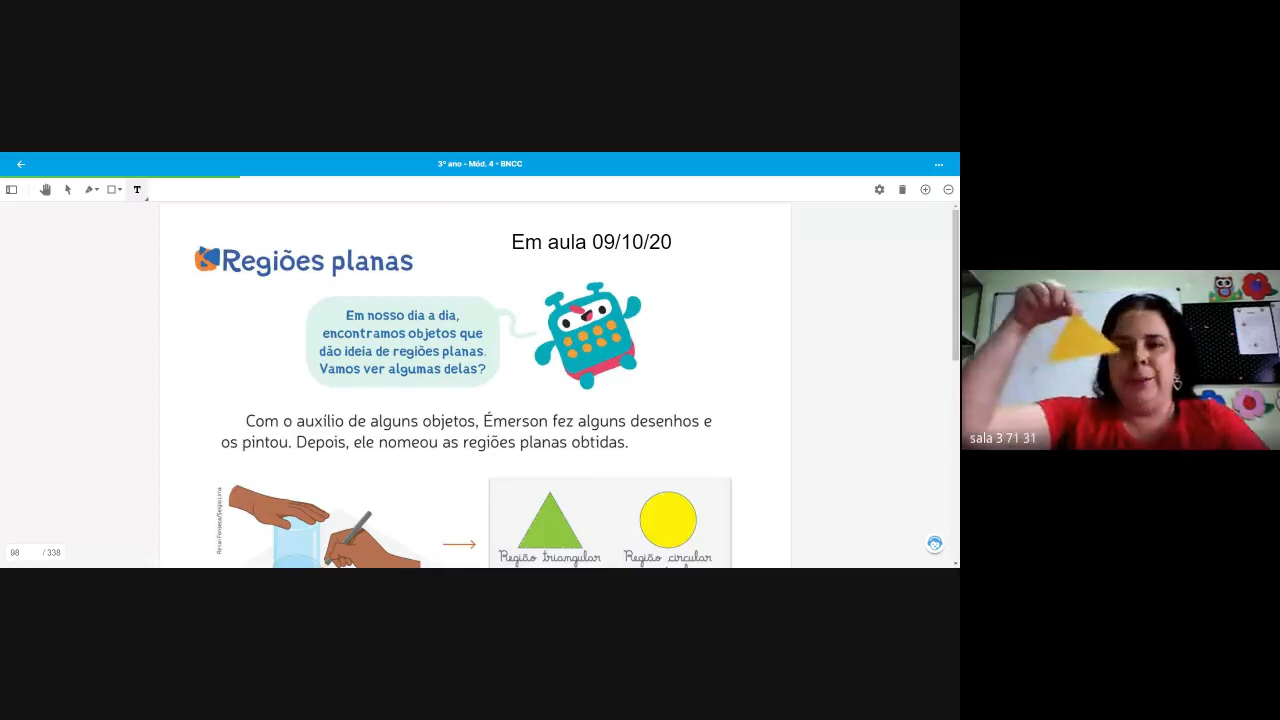 3º ano - Mód. 4 - BNCC
T
Em aula 09/10/20
Regiões planas
Em nosso dia a dia,
encontramos objetos que
dão ideia de regiões planas.
Vamos ver algumas delas?
Com o auxílio de alguns objetos, Émerson fez alguns desenhos e
os pintou. Depois, ele nomeou as regiões planas obtidas.
Região triangular
Região circular
98 / 338
sala 3 71 31